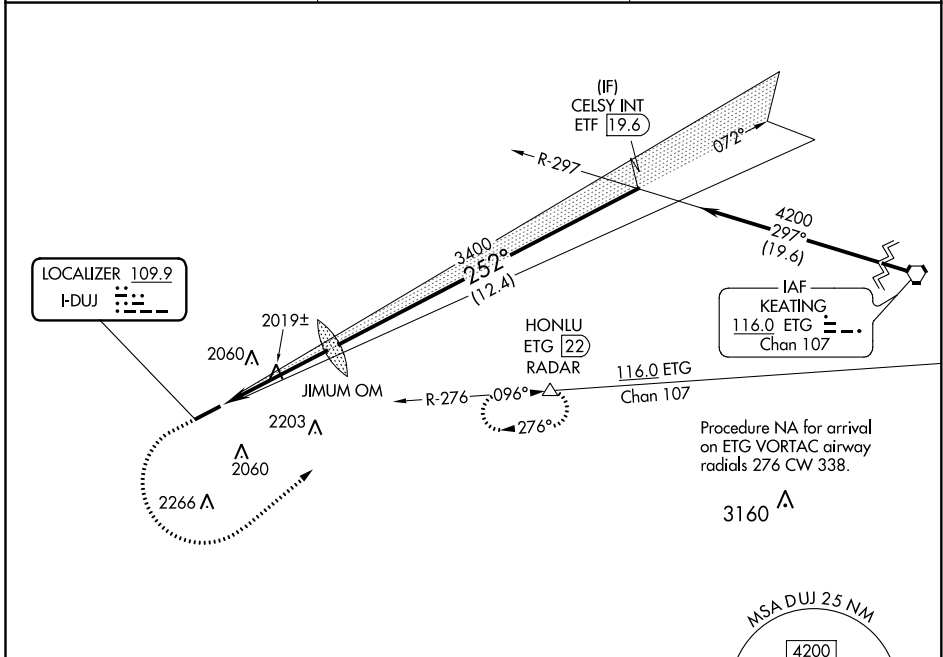 (IF)
CELSY INT
ETF 19.6
072°
R-297
4200
297°
(19.6)
3400
252°
(12.4)
LOCALIZER 109.9
I-DUJ
IAF
KEATING
116.0 ETG
Chan 107
2019±
2060
JIMUM OM
HONLU
ETG 22
RADAR
116.0 ETG
Chan 107
R-276
096°
276°
2203
2060
2266
Procedure NA for arrival
on ETG VORTAC airway
radials 276 CW 338.
3160
MSA DUJ 25 NM
4200